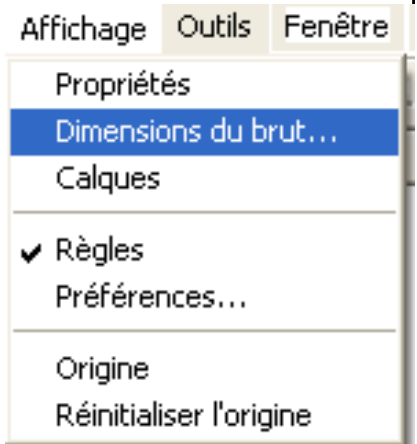 Affichage Outils Fenêtre
Propriétés
Dimensions du brut...
Calques
Règles
Préférences...
Origine
Réinitialiser l'origine